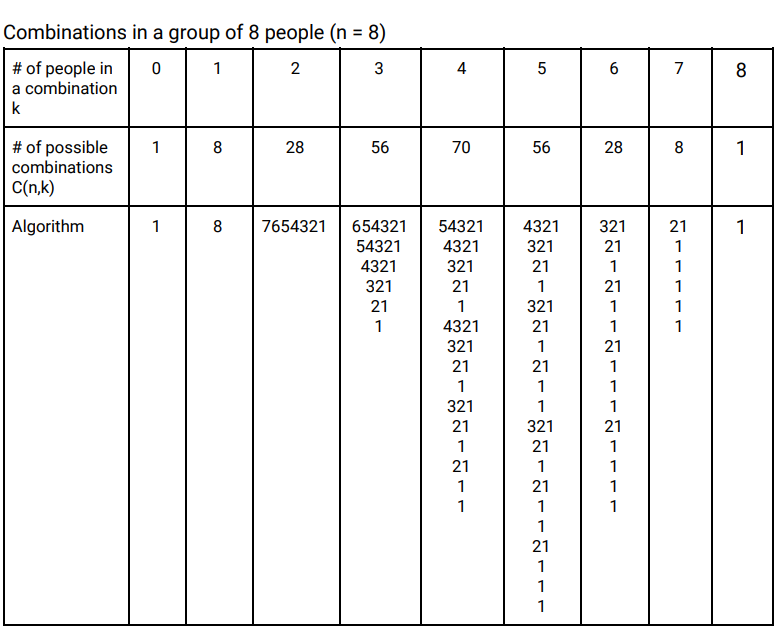 Combinations in a group of 8 people (n = 8)
# of people in 0 1 2 3 4 5 6 7 8
a combination
k
# of possible 1 8 28 56 70 56 28 8 1
combinations
C(n,k)
Algorithm 1 8 7654321 654321 54321 4321 321 21 1
54321 4321 321 21 1
4321 321 21 1 1
321 21 1 21 1
21 1 321 1 1
1 4321 21 1 1
321 1 21
21 21 1
1 1 1
321 1 1
21 321 21
1 21 1
21 1 1
1 21 1
1 1 1
1
21
1
1
1